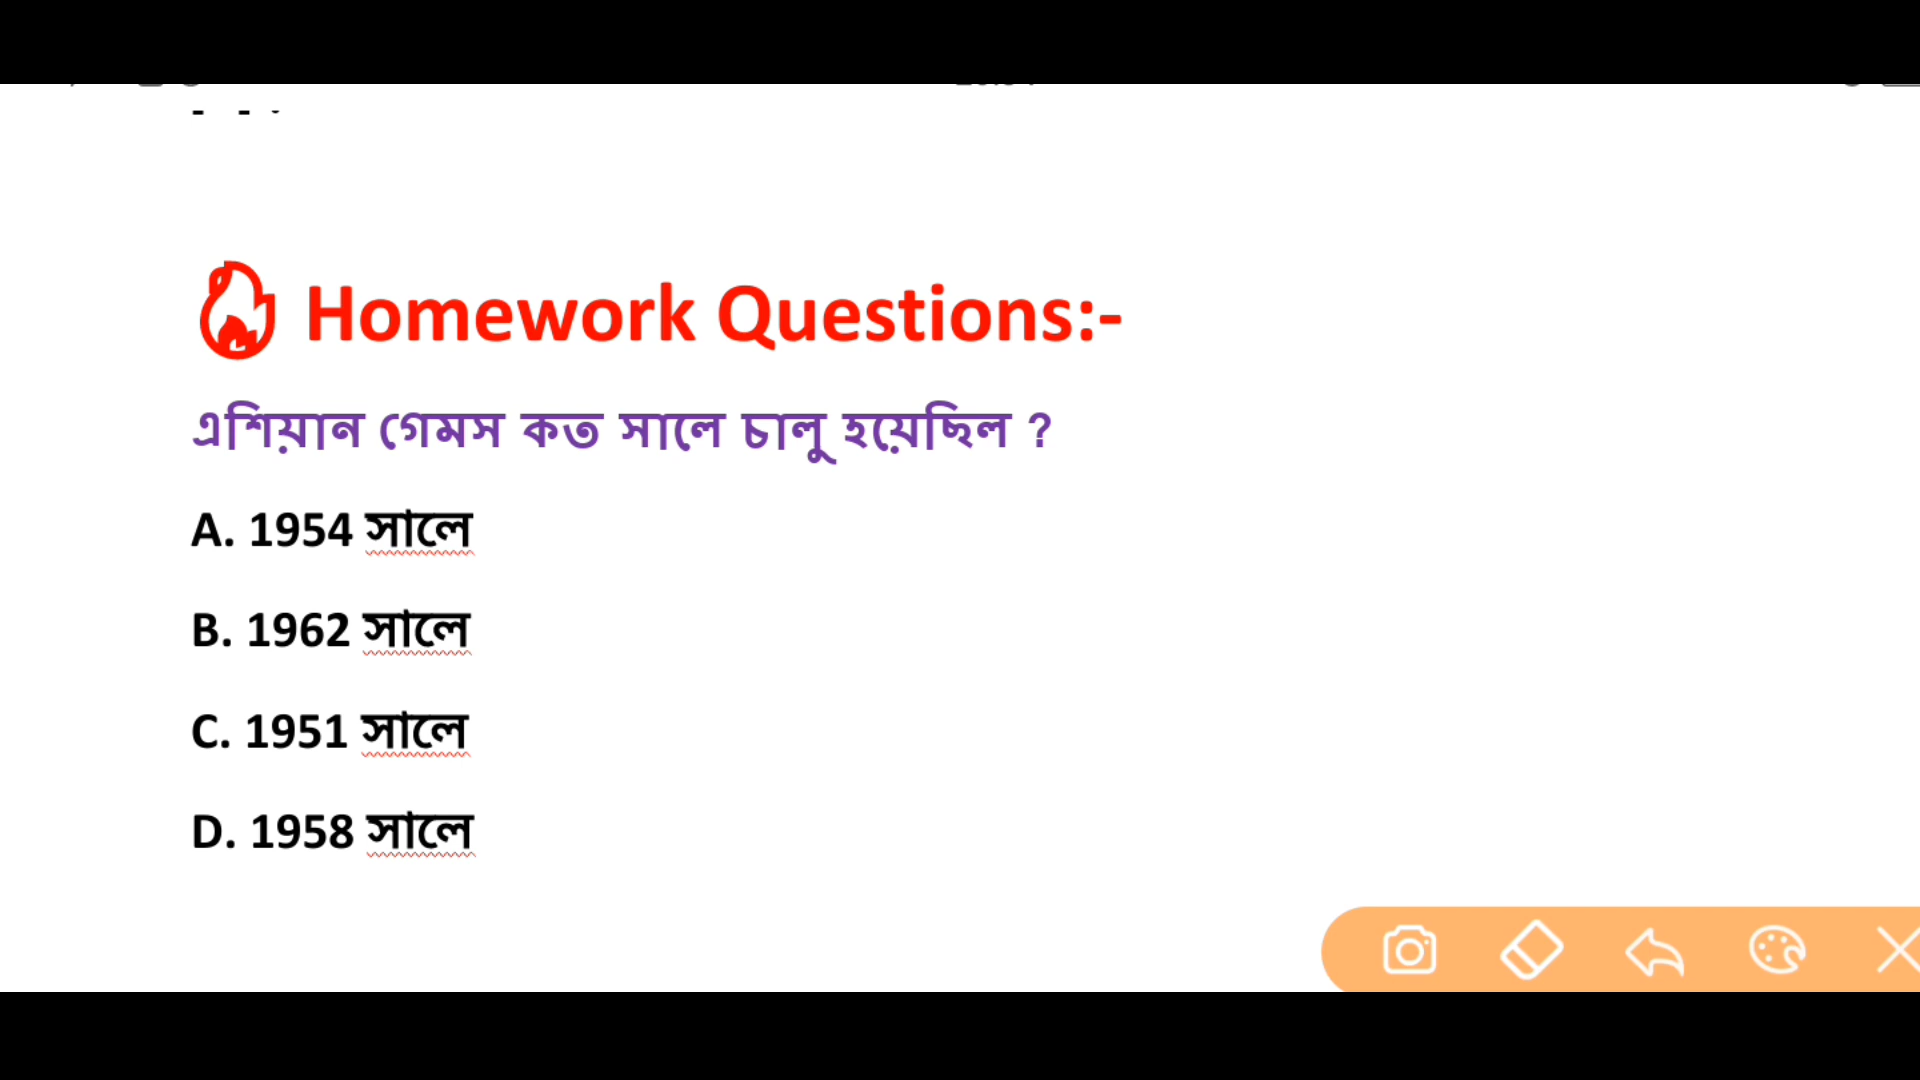 Homework Questions:-
এশিয়ান গেমস কত সালে চালু হয়েছিল ?
A. 1954 সালে
B. 1962 সালে
C. 1951 সালে
D. 1958 সালে